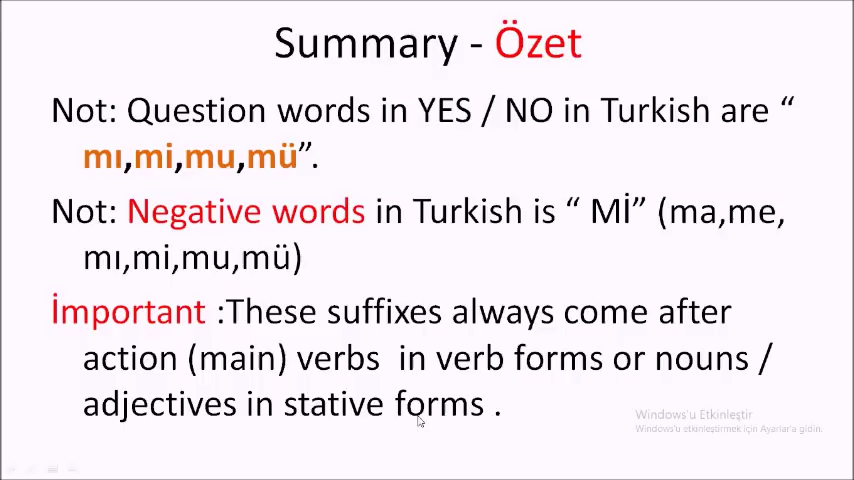 Summary - Özet
Not: Question words in YES / NO in Turkish are “
mı,mi,mu,mü”.
Not: Negative words in Turkish is “ Mİ” (ma,me,
mı,mi,mu,mü)
İmportant :These suffixes always come after
action (main) verbs in verb forms or nouns /
adjectives in stative forms .
Windows'u Etkinleştir
Windows'u etkinleştirmek için Ayarlar'a gidin.